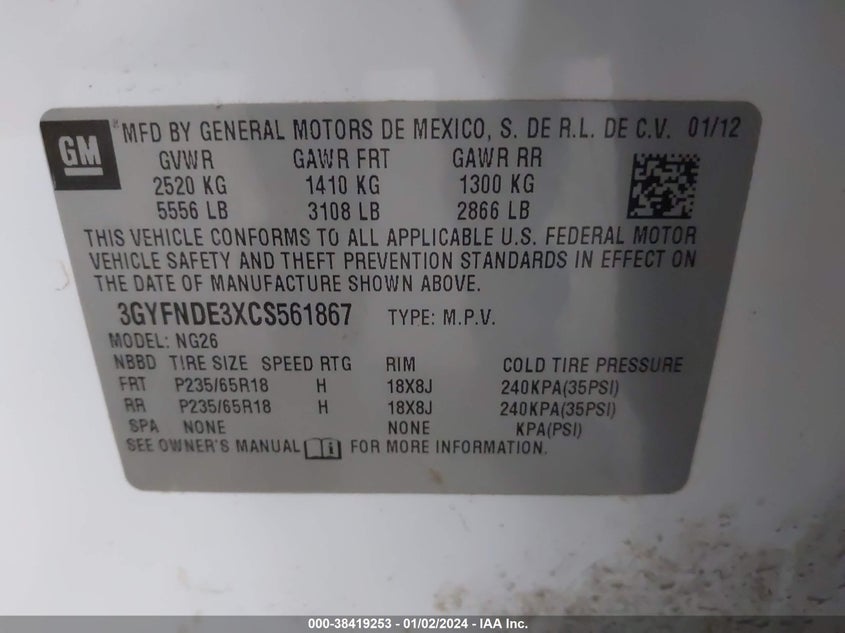 GM
MFD BY GENERAL MOTORS DE MEXICO, S. DE R.L. DE C.V. 01/12
GVWR GAWR FRT GAWR RR
2520 KG 1410 KG 1300 KG
5556 LB 3108 LB 2866 LB
THIS VEHICLE CONFORMS TO ALL APPLICABLE U.S. FEDERAL MOTOR
VEHICLE SAFETY AND THEFT PREVENTION STANDARDS IN EFFECT ON
THE DATE OF MANUFACTURE SHOWN ABOVE.
3GYFNDE3XCS561867 TYPE: M.P.V.
MODEL: NG26
NBBD TIRE SIZE SPEED RTG RIM COLD TIRE PRESSURE
FRT P235/65R18 H 18X8J 240KPA(35PSI)
RR P235/65R18 H 18X8J 240KPA(35PSI)
SPA NONE NONE KPA(PSI)
SEE OWNER'S MANUAL i FOR MORE INFORMATION.
000-38419253 - 01/02/2024 - IAA Inc.